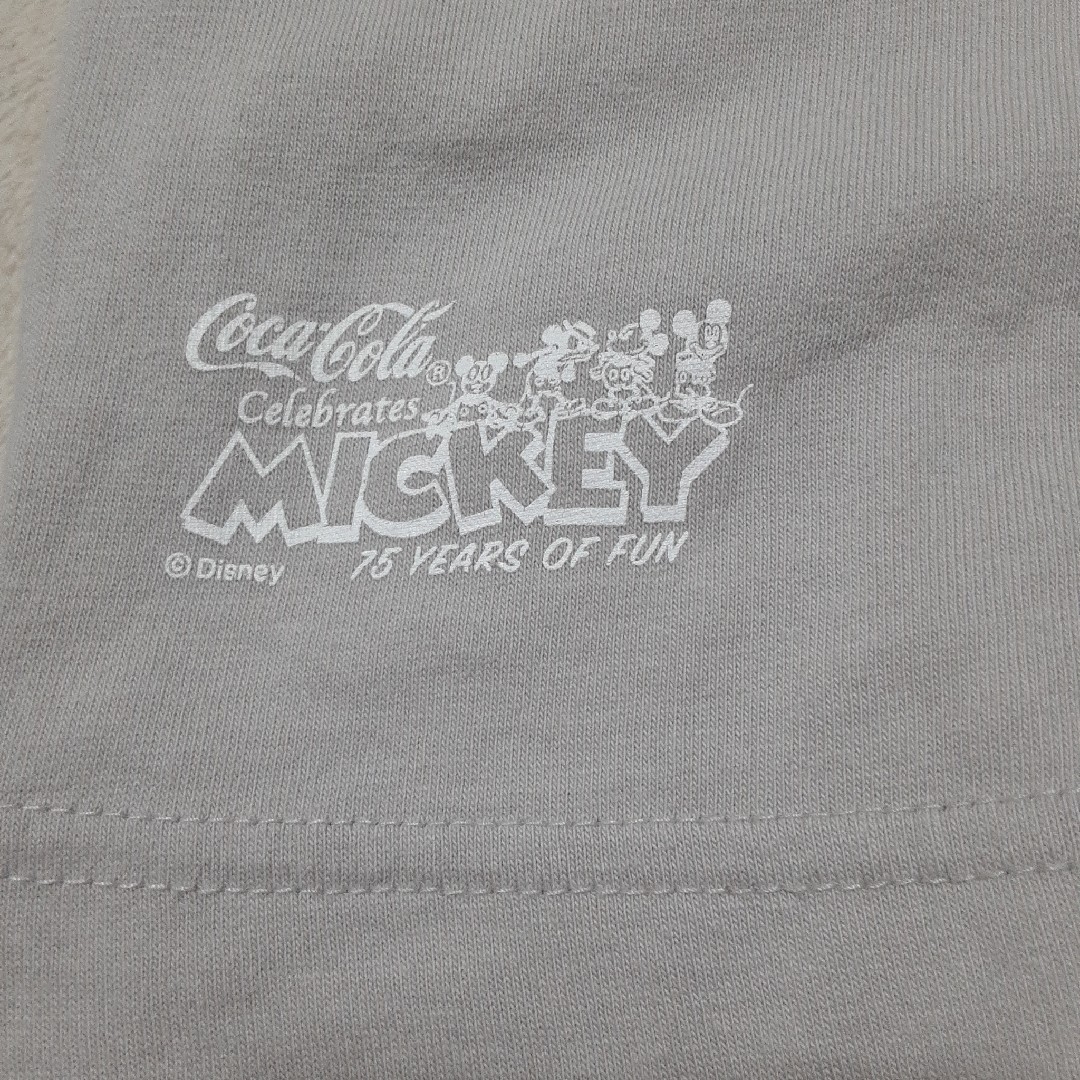 Coca-Cola®
Celebrates
MICKEY
75 YEARS OF FUN
© Disney